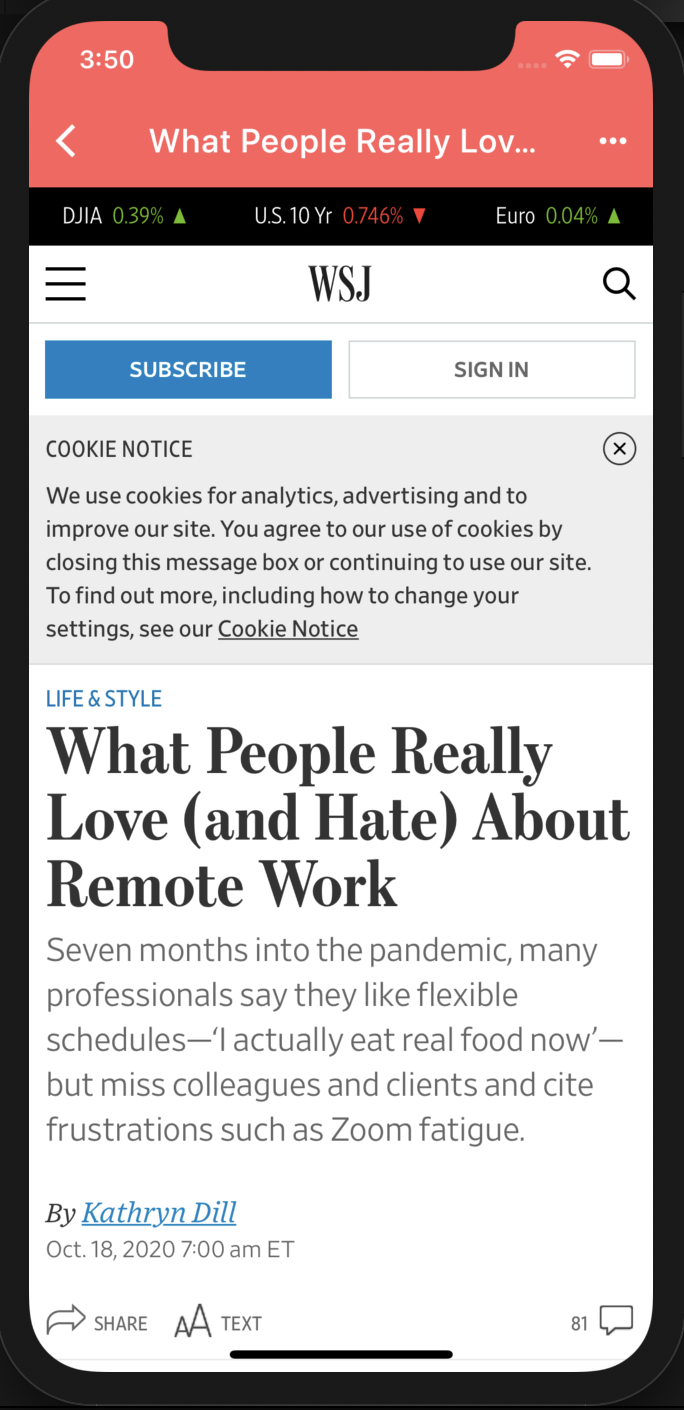 3:50
What People Really Lov...
DJIA 0.39% ▲ U.S. 10 Yr 0.746% ▼ Euro 0.04% ▲
WSJ
SUBSCRIBE SIGN IN
COOKIE NOTICE
We use cookies for analytics, advertising and to
improve our site. You agree to our use of cookies by
closing this message box or continuing to use our site.
To find out more, including how to change your
settings, see our Cookie Notice
LIFE & STYLE
What People Really
Love (and Hate) About
Remote Work
Seven months into the pandemic, many
professionals say they like flexible
schedules—‘I actually eat real food now’—
but miss colleagues and clients and cite
frustrations such as Zoom fatigue.
By Kathryn Dill
Oct. 18, 2020 7:00 am ET
SHARE AA TEXT 81